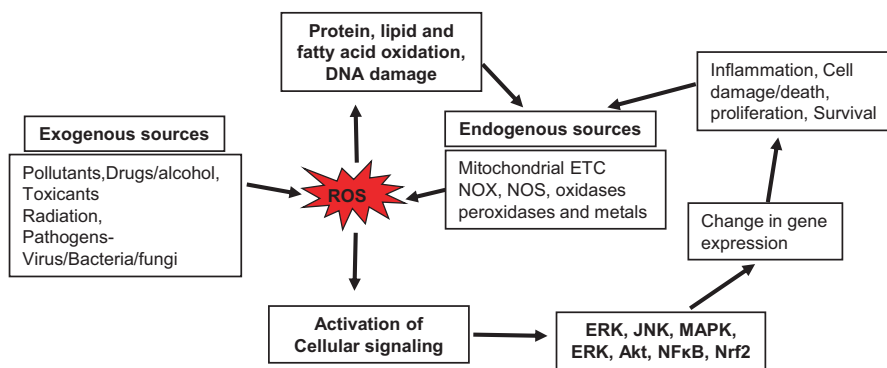 Protein, lipid and
fatty acid oxidation,
DNA damage
Inflammation, Cell
damage/death,
proliferation, Survival
Exogenous sources
Pollutants,Drugs/alcohol,
Toxicants
Radiation,
Pathogens-
Virus/Bacteria/fungi
ROS
Endogenous sources
Mitochondrial ETC
NOX, NOS, oxidases
peroxidases and metals
Change in gene
expression
Activation of
Cellular signaling
ERK, JNK, MAPK,
ERK, Akt, NFκB, Nrf2